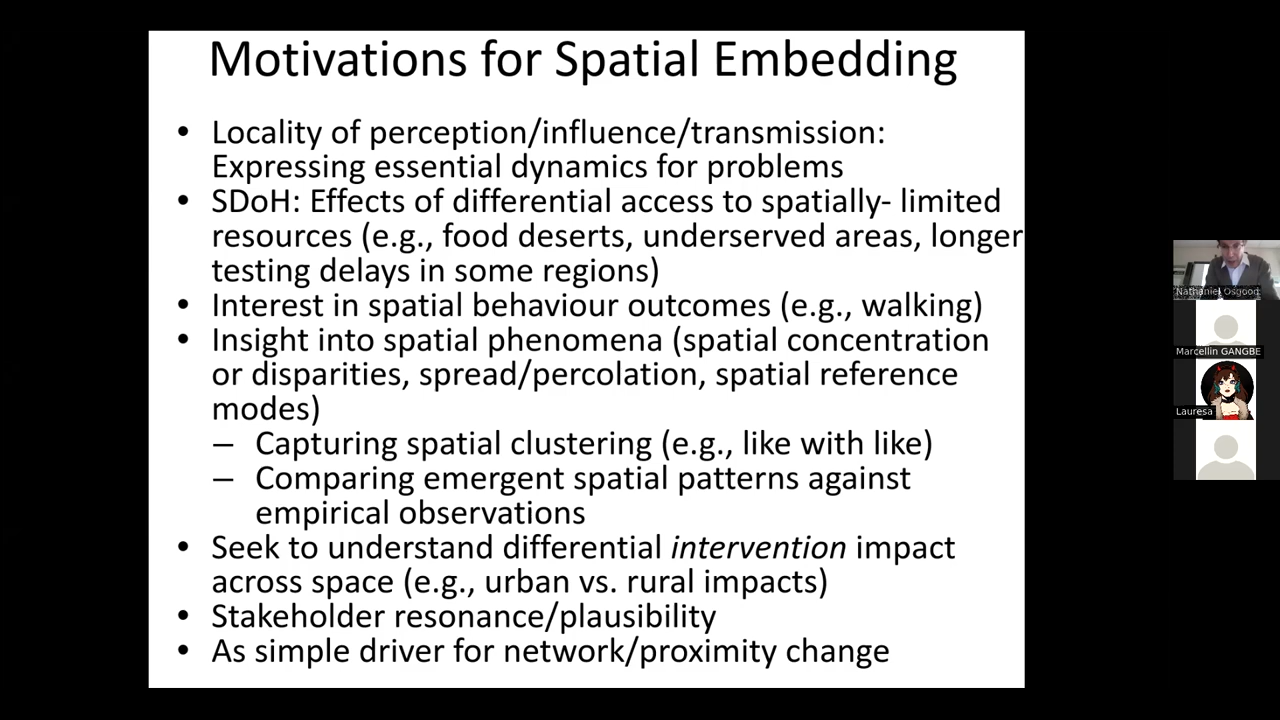 Motivations for Spatial Embedding
• Locality of perception/influence/transmission:
Expressing essential dynamics for problems
• SDoH: Effects of differential access to spatially- limited
resources (e.g., food deserts, underserved areas, longer
testing delays in some regions)
• Interest in spatial behaviour outcomes (e.g., walking)
• Insight into spatial phenomena (spatial concentration
or disparities, spread/percolation, spatial reference
modes)
– Capturing spatial clustering (e.g., like with like)
– Comparing emergent spatial patterns against
empirical observations
• Seek to understand differential intervention impact
across space (e.g., urban vs. rural impacts)
• Stakeholder resonance/plausibility
• As simple driver for network/proximity change
Nathaniel Osgood
Marcellin GANGBE
Lauresa